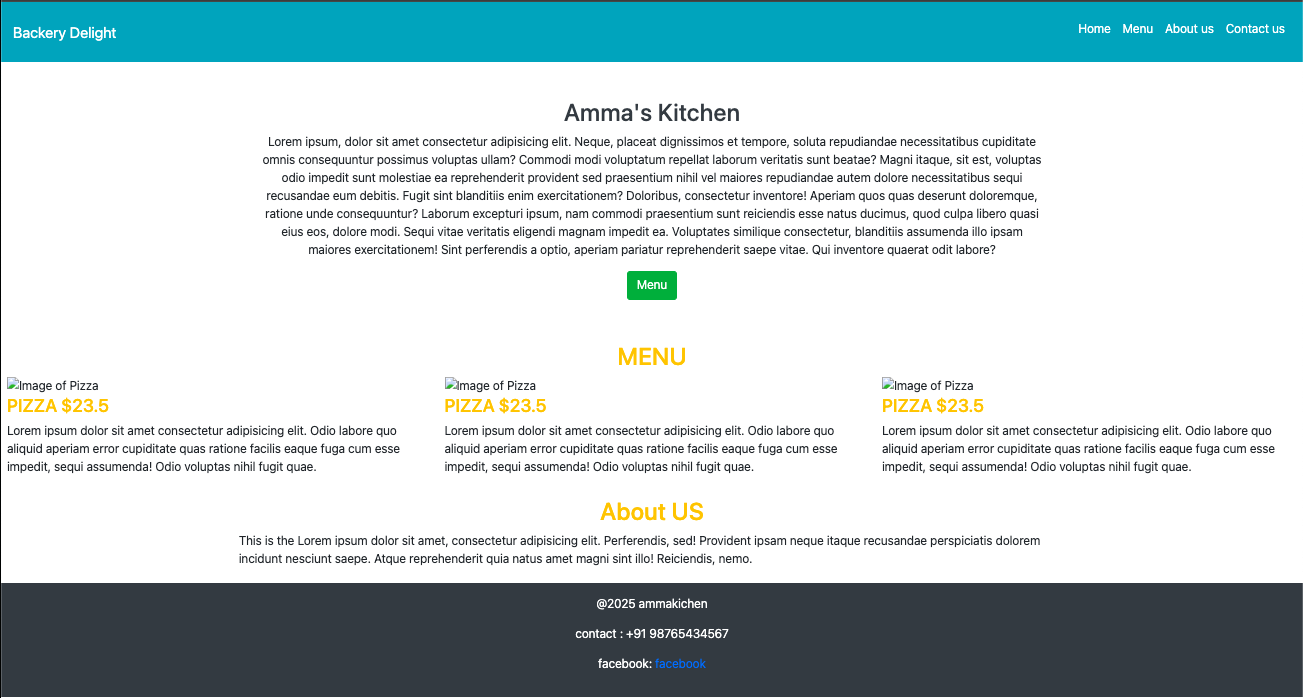 Backery Delight
Home Menu About us Contact us
Amma's Kitchen
Lorem ipsum, dolor sit amet consectetur adipisicing elit. Neque, placeat dignissimos et tempore, soluta repudiandae necessitatibus cupiditate
omnis consequuntur possimus voluptas ullam? Commodi modi voluptatum repellat laborum veritatis sunt beatae? Magni itaque, sit est, voluptas
odio impedit sunt molestiae ea reprehenderit provident sed praesentium nihil vel maiores repudiandae autem dolore necessitatibus sequi
recusandae eum debitis. Fugit sint blanditiis enim exercitationem? Doloribus, consectetur inventore! Aperiam quos quas deserunt doloremque,
ratione unde consequuntur? Laborum excepturi ipsum, nam commodi praesentium sunt reiciendis esse natus ducimus, quod culpa libero quasi
eius eos, dolore modi. Sequi vitae veritatis eligendi magnam impedit ea. Voluptates similique consectetur, blanditiis assumenda illo ipsam
maiores exercitationem! Sint perferendis a optio, aperiam pariatur reprehenderit saepe vitae. Qui inventore quaerat odit labore?
Menu
MENU
Image of Pizza
PIZZA $23.5
Lorem ipsum dolor sit amet consectetur adipisicing elit. Odio labore quo
aliquid aperiam error cupiditate quas ratione facilis eaque fuga cum esse
impedit, sequi assumenda! Odio voluptas nihil fugit quae.
Image of Pizza
PIZZA $23.5
Lorem ipsum dolor sit amet consectetur adipisicing elit. Odio labore quo
aliquid aperiam error cupiditate quas ratione facilis eaque fuga cum esse
impedit, sequi assumenda! Odio voluptas nihil fugit quae.
Image of Pizza
PIZZA $23.5
Lorem ipsum dolor sit amet consectetur adipisicing elit. Odio labore quo
aliquid aperiam error cupiditate quas ratione facilis eaque fuga cum esse
impedit, sequi assumenda! Odio voluptas nihil fugit quae.
About US
This is the Lorem ipsum dolor sit amet, consectetur adipisicing elit. Perferendis, sed! Provident ipsam neque itaque recusandae perspiciatis dolorem
incidunt nesciunt saepe. Atque reprehenderit quia natus amet magni sint illo! Reiciendis, nemo.
@2025 ammakichen
contact : +91 98765434567
facebook: facebook